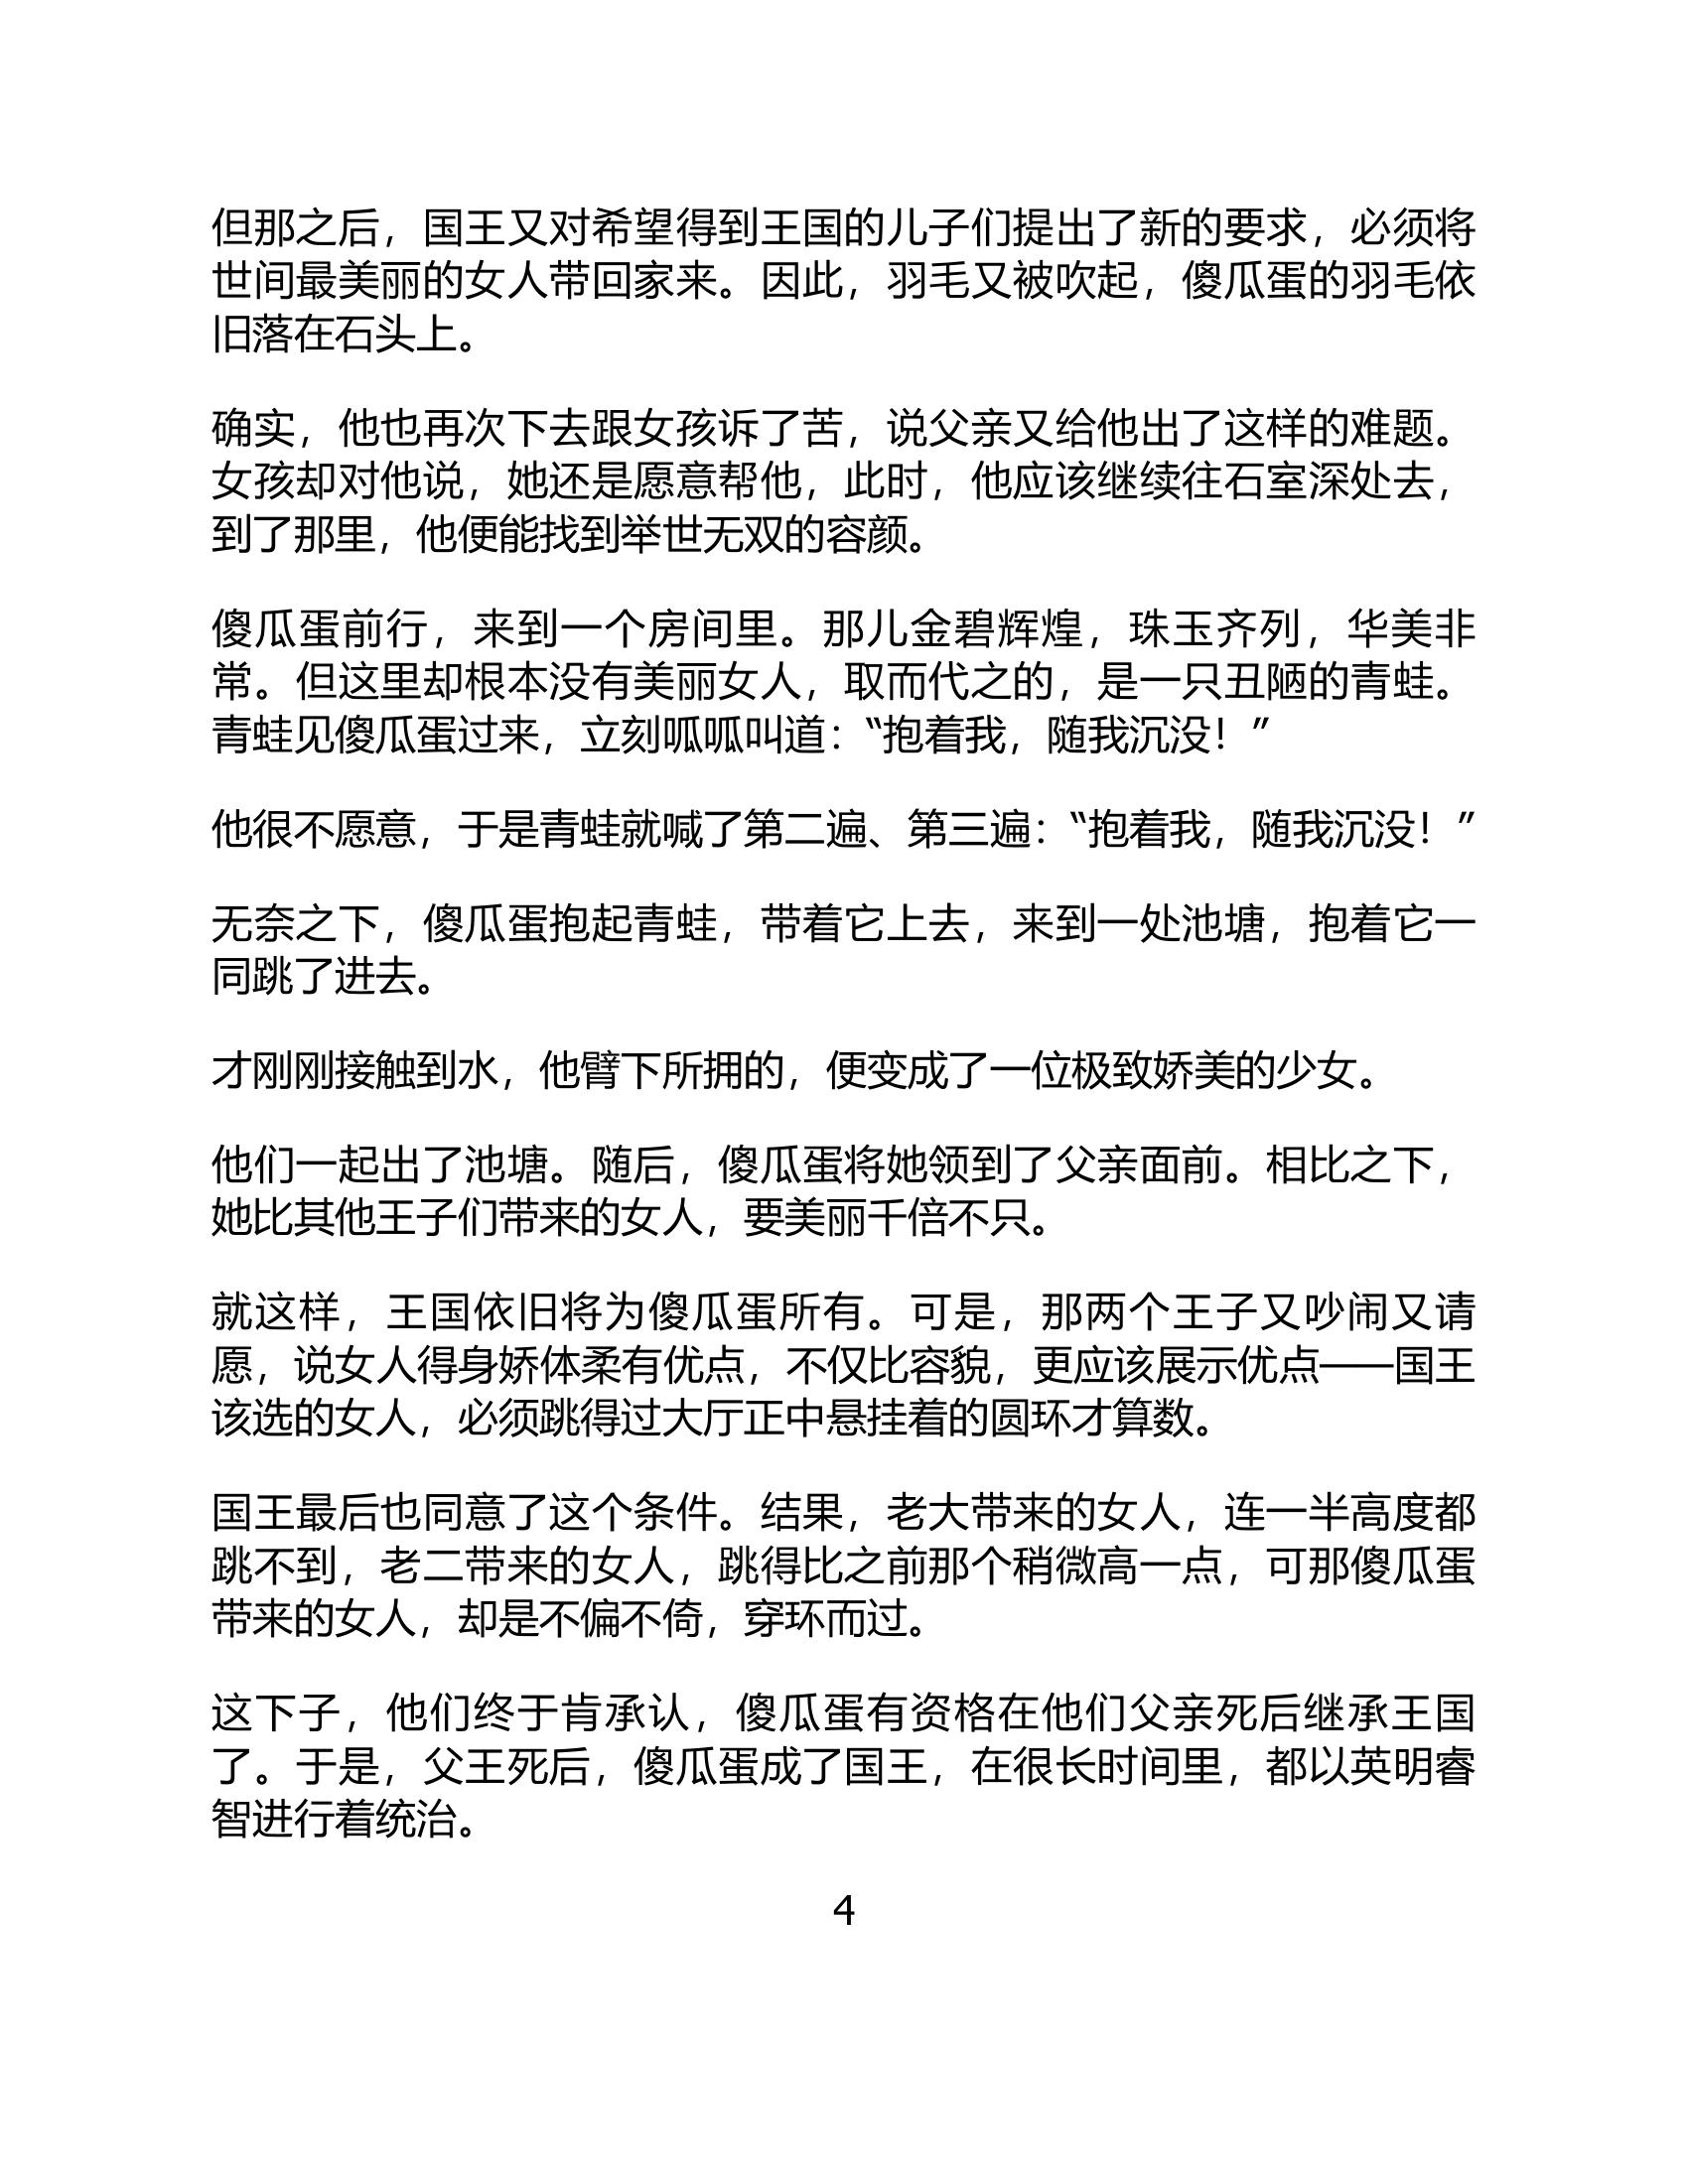 但那之后，国王又对希望得到王国的儿子们提出了新的要求，必须将
世间最美丽的女人带回家来。因此，羽毛又被吹起，傻瓜蛋的羽毛依
旧落在石头上。
确实，他也再次下去跟女孩诉了苦，说父亲又给他出了这样的难题。
女孩却对他说，她还是愿意帮他，此时，他应该继续往石室深处去，
到了那里，他便能找到举世无双的容颜。
傻瓜蛋前行，来到一个房间里。那儿金碧辉煌，珠玉齐列，华美非
常。但这里却根本没有美丽女人，取而代之的，是一只丑陋的青蛙。
青蛙见傻瓜蛋过来，立刻呱呱叫道：“抱着我，随我沉没！”
他很不愿意，于是青蛙就喊了第二遍、第三遍：“抱着我，随我沉没！”
无奈之下，傻瓜蛋抱起青蛙，带着它上去，来到一处池塘，抱着它一
同跳了进去。
才刚刚接触到水，他臂下所拥的，便变成了一位极致娇美的少女。
他们一起出了池塘。随后，傻瓜蛋将她领到了父亲面前。相比之下，
她比其他王子们带来的女人，要美丽千倍不只。
就这样，王国依旧将为傻瓜蛋所有。可是，那两个王子又吵闹又请
愿，说女人得身娇体柔有优点，不仅比容貌，更应该展示优点——国王
该选的女人，必须跳得过大厅正中悬挂着的圆环才算数。
国王最后也同意了这个条件。结果，老大带来的女人，连一半高度都
跳不到，老二带来的女人，跳得比之前那个稍微高一点，可那傻瓜蛋
带来的女人，却是不偏不倚，穿环而过。
这下子，他们终于肯承认，傻瓜蛋有资格在他们父亲死后继承王国
了。于是，父王死后，傻瓜蛋成了国王，在很长时间里，都以英明睿
智进行着统治。
4